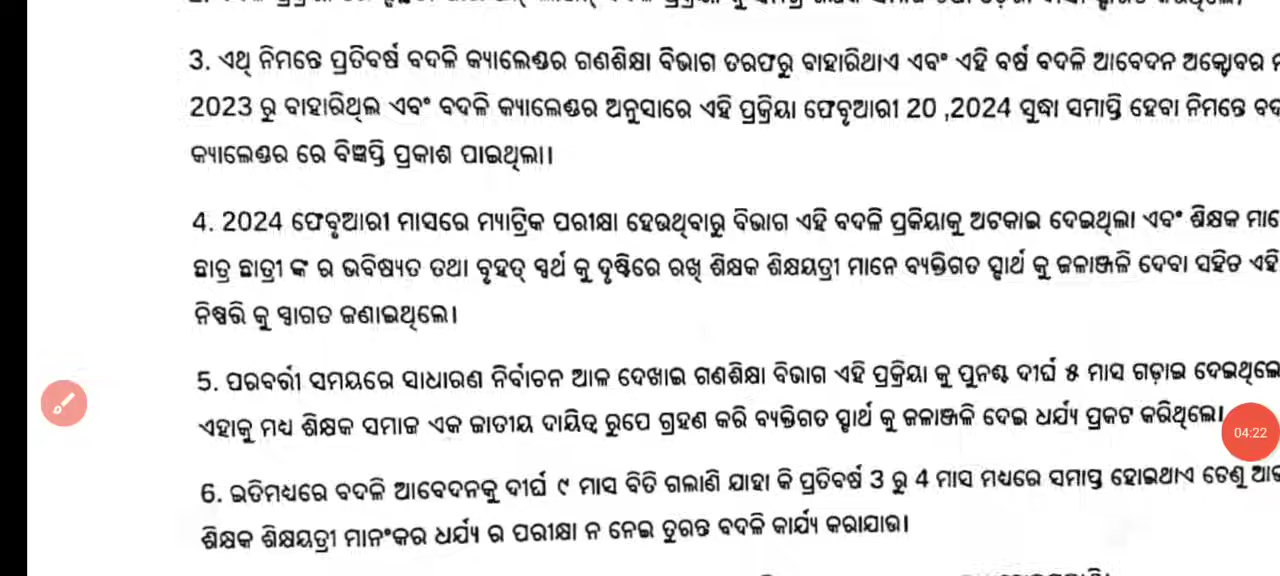 3. ଏଥି ନିମନ୍ତେ ପ୍ରତିବର୍ଷ ବଦଳି କ୍ୟାଲେଣ୍ଡର ଗଣଶିକ୍ଷା ବିଭାଗ ତରଫରୁ ବାହାରିଥାଏ ଏବଂ ଏହି ବର୍ଷ ବଦଳି ଆବେଦନ ଅକ୍ଟୋବର
2023 ରୁ ବାହାରିଥିଲ ଏବଂ ବଦଳି କ୍ୟାଲେଣ୍ଡର ଅନୁସାରେ ଏହି ପ୍ରକ୍ରିୟା ଫେବୃଆରୀ 20 ,2024 ସୁଦ୍ଧା ସମାପ୍ତି ହେବା ନିମନ୍ତେ
କ୍ୟାଲେଣ୍ଡର ରେ ବିଜ୍ଞପ୍ତି ପ୍ରକାଶ ପାଇଥିଲା।
4. 2024 ଫେବୃଆରୀ ମାସରେ ମ୍ୟାଟ୍ରିକ ପରୀକ୍ଷା ହେଉଥିବାରୁ ବିଭାଗ ଏହି ବଦଳି ପ୍ରକିୟାକୁ ଅଟକାଇ ଦେଇଥିଲା ଏବଂ ଶିକ୍ଷକ
ଛାତ୍ର ଛାତ୍ରୀ ଙ୍କ ର ଭବିଷ୍ୟତ ତଥା ବୃହତ୍ ସ୍ୱର୍ଥ କୁ ଦୃଷ୍ଟିରେ ରଖି ଶିକ୍ଷକ ଶିକ୍ଷୟତ୍ରୀ ମାନେ ବ୍ୟକ୍ତିଗତ ସ୍ବାର୍ଥ କୁ ଜଳାଞ୍ଜଳି ଦେବା ସହିତ ଏହି
ନିଷ୍ପତି କୁ ସ୍ୱାଗତ ଜଣାଇଥିଲେ।
5. ପରବର୍ତୀ ସମୟରେ ସାଧାରଣ ନିର୍ବାଚନ ଆଳ ଦେଖାଇ ଗଣଶିକ୍ଷା ବିଭାଗ ଏହି ପ୍ରକ୍ରିୟା କୁ ପୁନଶ୍ଚ ଦୀର୍ଘ ୫ ମାସ ଗଡ଼ାଇ ଦେଇଥିଲେ
ଏହାକୁ ମଧ୍ୟ ଶିକ୍ଷକ ସମାଜ ଏକ ଜାତୀୟ ଦାୟିତ୍ୱ ରୁପେ ଗ୍ରହଣ କରି ବ୍ୟକ୍ତିଗତ ସ୍ବାର୍ଥ କୁ ଜଳାଞ୍ଜଳି ଦେଇ ଧର୍ଯ୍ୟ ପ୍ରକଟ କରିଥିଲେ।
04:22
6. ଇତିମଧ୍ୟରେ ବଦଳି ଆବେଦନକୁ ଦୀର୍ଘ ୯ ମାସ ବିତି ଗଲାଣି ଯାହା କି ପ୍ରତିବର୍ଷ 3 ରୁ 4 ମାସ ମଧ୍ୟରେ ସମାପ୍ତ ହୋଇଥାଏ ତେଣୁ
ଶିକ୍ଷକ ଶିକ୍ଷୟତ୍ରୀ ମାନଂକର ଧର୍ଯ୍ୟ ର ପରୀକ୍ଷା ନ ନେଇ ତୁରନ୍ତ ବଦଳି କାର୍ଯ୍ୟ କରାଯାଉ।